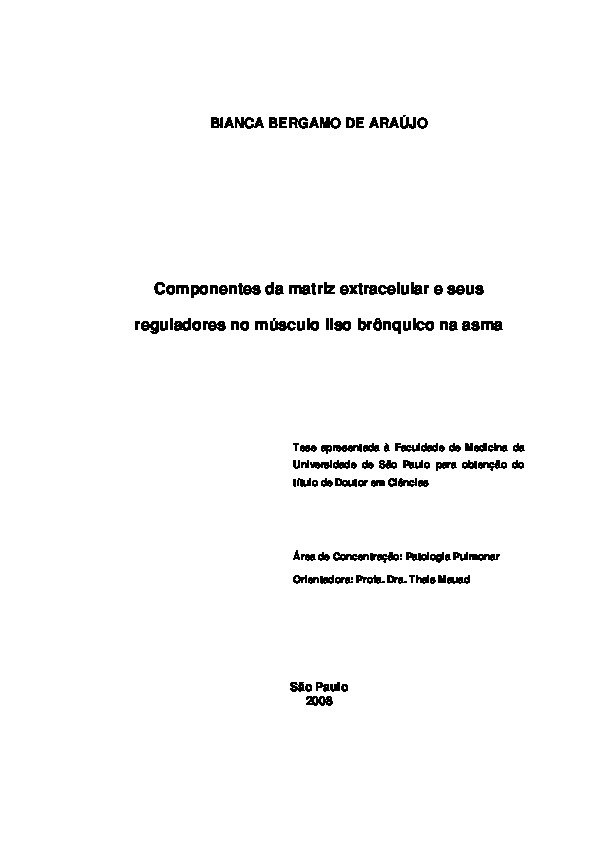 BIANCA BERGAMO DE ARAÚJO
Componentes da matriz extracelular e seus
reguladores no músculo liso brônquico na asma
Tese apresentada à Faculdade de Medicina da
Universidade de São Paulo para obtenção do
título de Doutor em Ciências
Área de Concentração: Patologia Pulmonar
Orientadora: Profa. Dra. Thais Mauad
São Paulo
2008